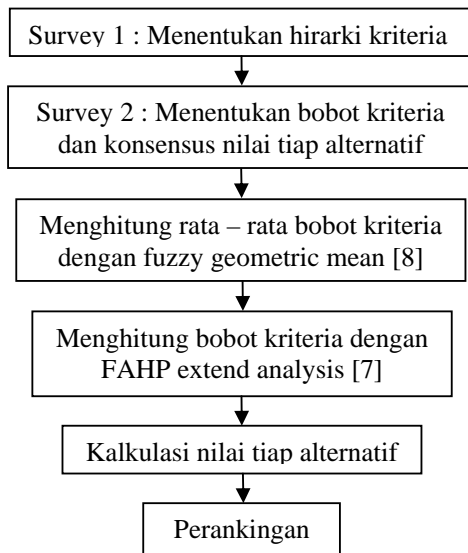 Survey 1 : Menentukan hirarki kriteria
Survey 2 : Menentukan bobot kriteria
dan konsensus nilai tiap alternatif
Menghitung rata – rata bobot kriteria
dengan fuzzy geometric mean [8]
Menghitung bobot kriteria dengan
FAHP extend analysis [7]
Kalkulasi nilai tiap alternatif
Perankingan